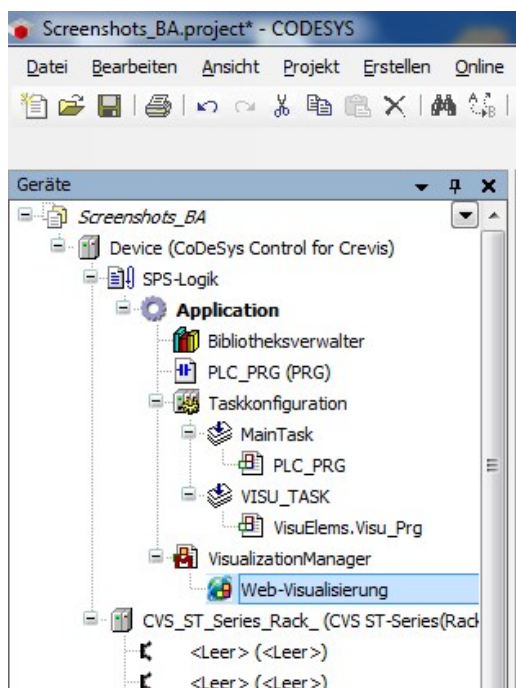 Screenshots_BA.project* - CODESYS
Datei Bearbeiten Ansicht Projekt Erstellen Online
Geräte
Screenshots_BA
Device (CoDeSys Control for Crevis)
SPS-Logik
Application
Bibliotheksverwalter
PLC_PRG (PRG)
Taskkonfiguration
MainTask
PLC_PRG
VISU_TASK
VisuElems.Visu_Prg
VisualizationManager
Web-Visualisierung
CVS_ST_Series_Rack_ (CVS ST-Series(Rack
<Leer> (<Leer>)
<Leer> (<Leer>)